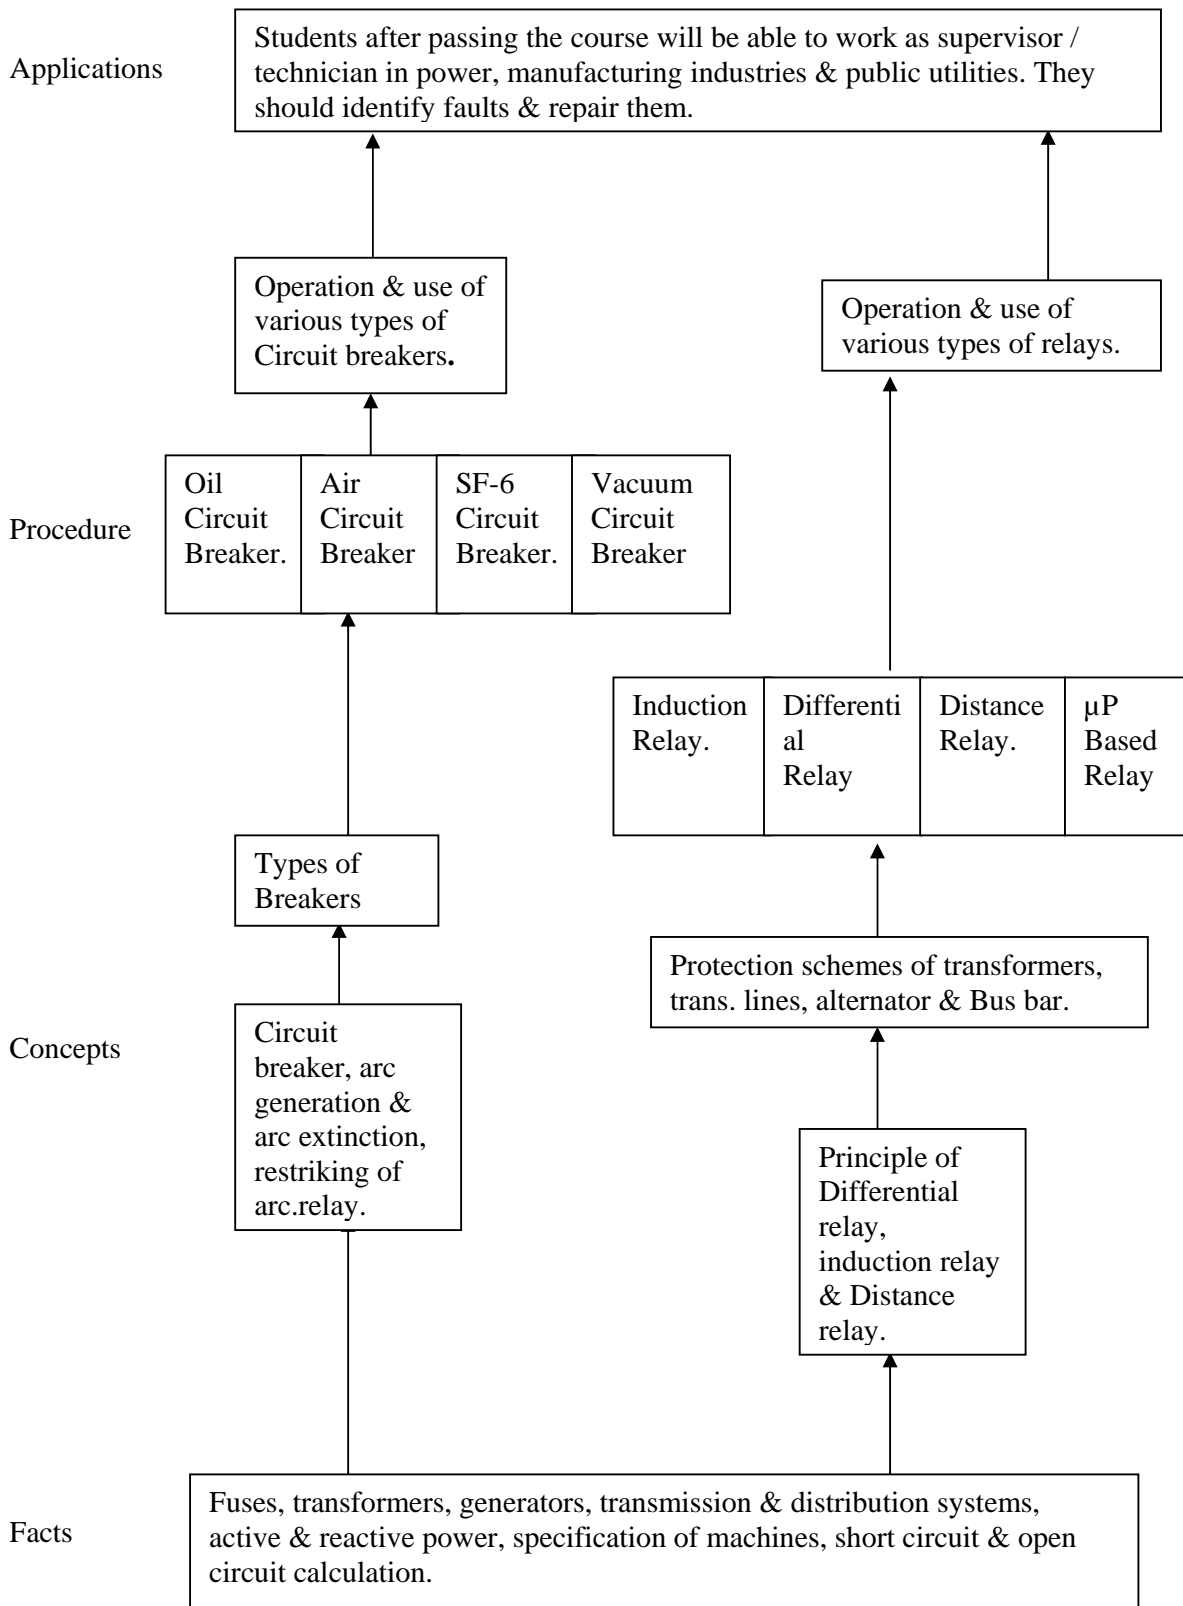 Applications
Students after passing the course will be able to work as supervisor /
technician in power, manufacturing industries & public utilities. They
should identify faults & repair them.
Operation & use of
various types of
Circuit breakers.
Operation & use of
various types of relays.
Procedure
Oil
Circuit
Breaker.
Air
Circuit
Breaker
SF-6
Circuit
Breaker.
Vacuum
Circuit
Breaker
Induction
Relay.
Differenti
al
Relay
Distance
Relay.
µP
Based
Relay
Types of
Breakers
Protection schemes of transformers,
trans. lines, alternator & Bus bar.
Concepts
Circuit
breaker, arc
generation &
arc extinction,
restriking of
arc.relay.
Principle of
Differential
relay,
induction relay
& Distance
relay.
Facts
Fuses, transformers, generators, transmission & distribution systems,
active & reactive power, specification of machines, short circuit & open
circuit calculation.